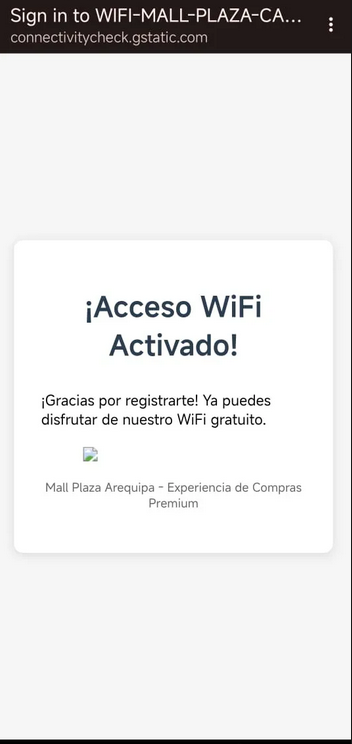 Sign in to WIFI-MALL-PLAZA-CA...
connectivitycheck.gstatic.com
¡Acceso WiFi
Activado!
¡Gracias por registrarte! Ya puedes
disfrutar de nuestro WiFi gratuito.
Mall Plaza Arequipa - Experiencia de Compras
Premium